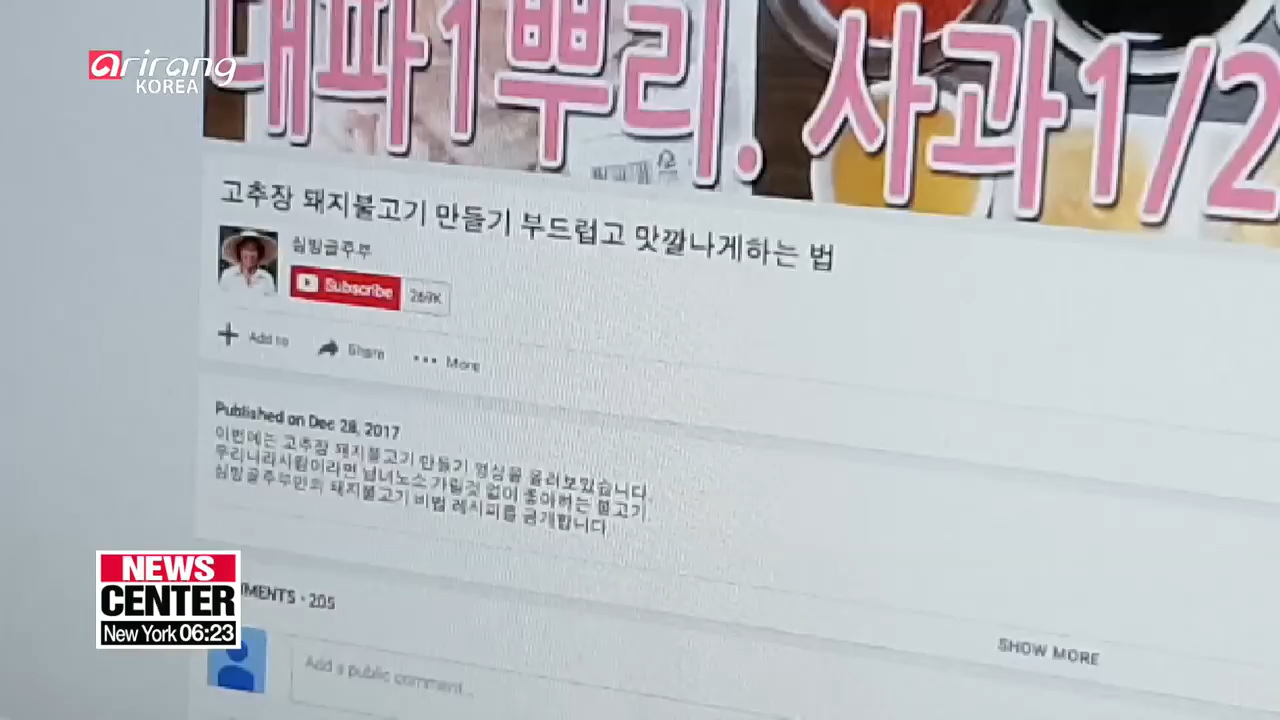 arirang
KOREA
대파1뿌리. 사과1/2
고추장 돼지불고기 만들기 부드럽고 맛깔나게하는 법
심방골주부
Subscribe 269K
Add to Share More
Published on Dec 28, 2017
이번에는 고추장 돼지불고기 만들기 영상을 올려보았습니다.
우리나라사람이라면 남녀노소 가릴것 없이 좋아하는 불고기.
심방골주부만의 돼지불고기 비법 레시피를 공개합니다.
MMENTS • 205
SHOW MORE
Add a public comment...
NEWS
CENTER
New York 06:23